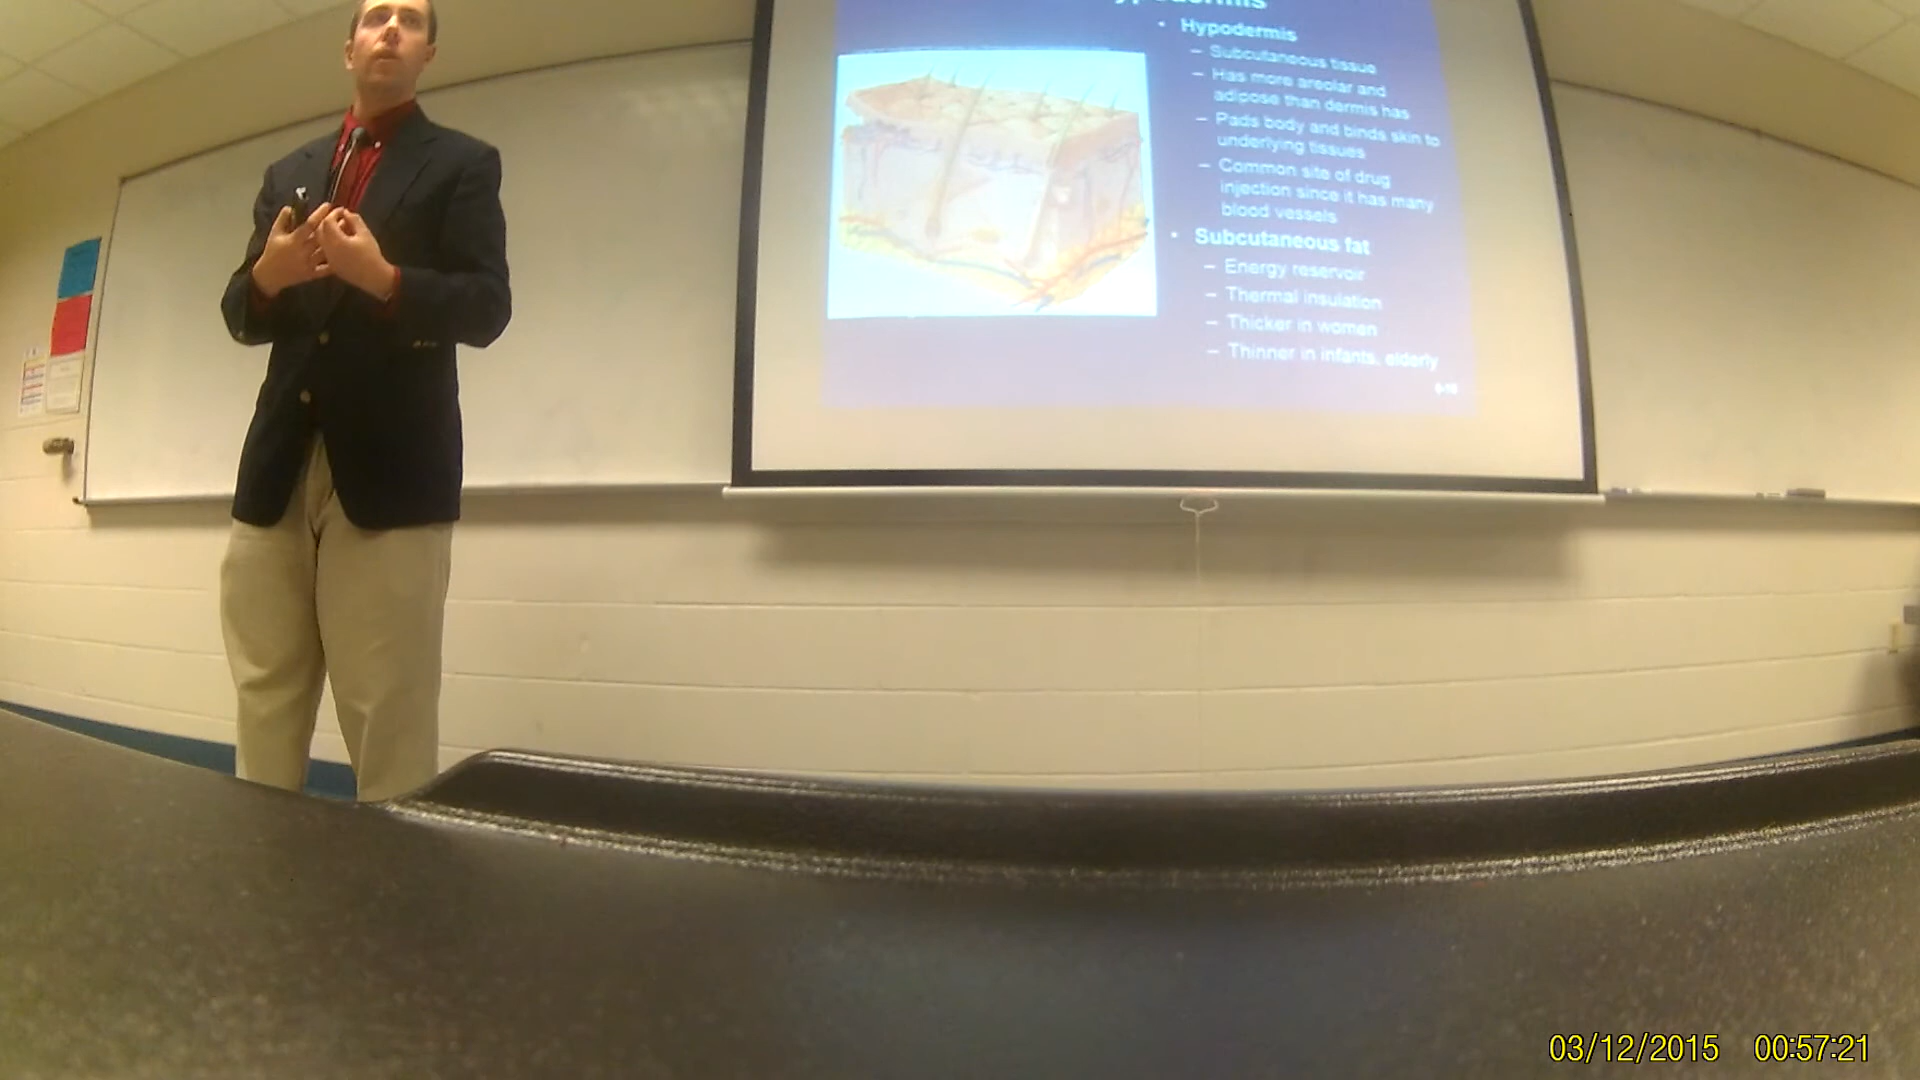 • Hypodermis
– Subcutaneous tissue
– Has more areolar and
adipose than dermis has
– Pads body and binds skin to
underlying tissues
– Common site of drug
injection since it has many
blood vessels
• Subcutaneous fat
– Energy reservoir
– Thermal insulation
– Thicker in women
– Thinner in infants, elderly
03/12/2015 00:57:21